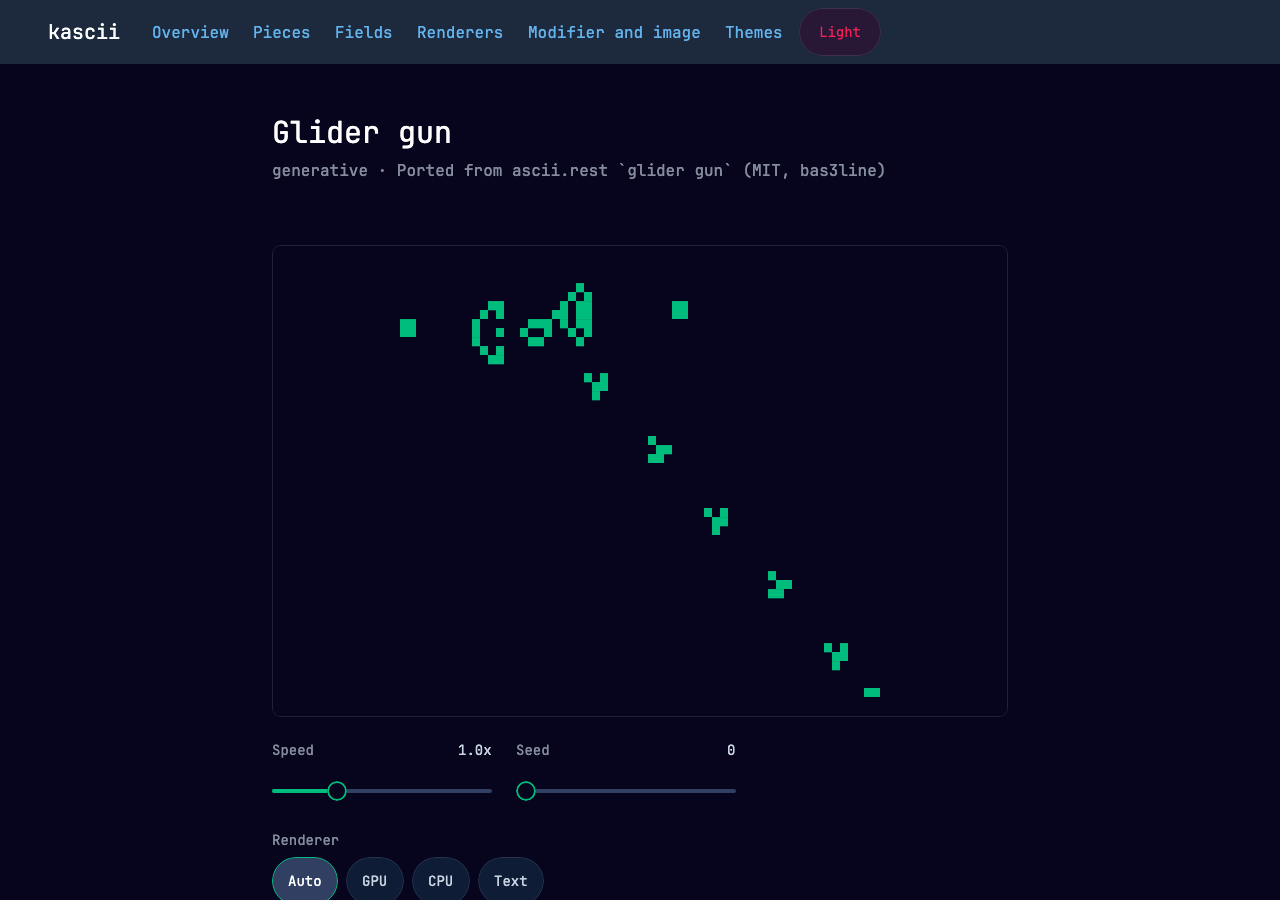 kascii Overview Pieces Fields Renderers Modifier and image Themes Light
Glider gun
generative · Ported from ascii.rest `glider gun` (MIT, bas3line)
Speed 1.0x Seed 0
Renderer
Auto GPU CPU Text